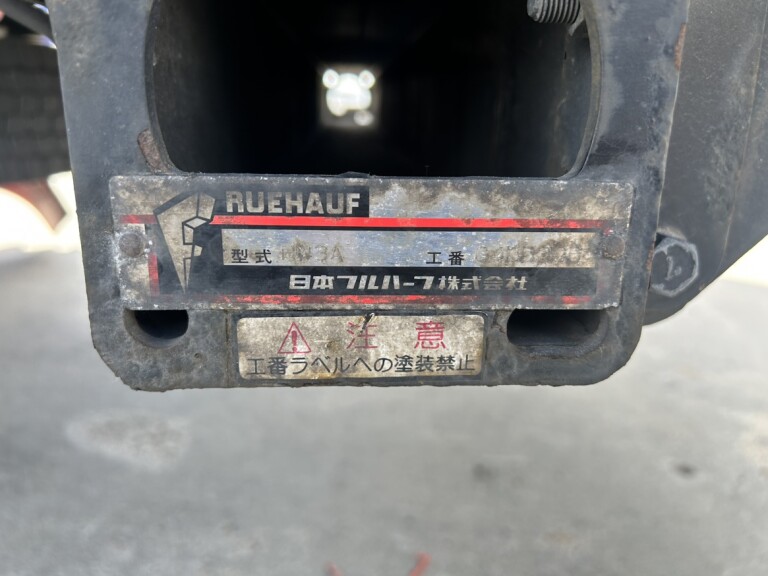 RUEHAUF
型式 工番
日本フルハーフ株式会社
注意
工番ラベルへの塗装禁止